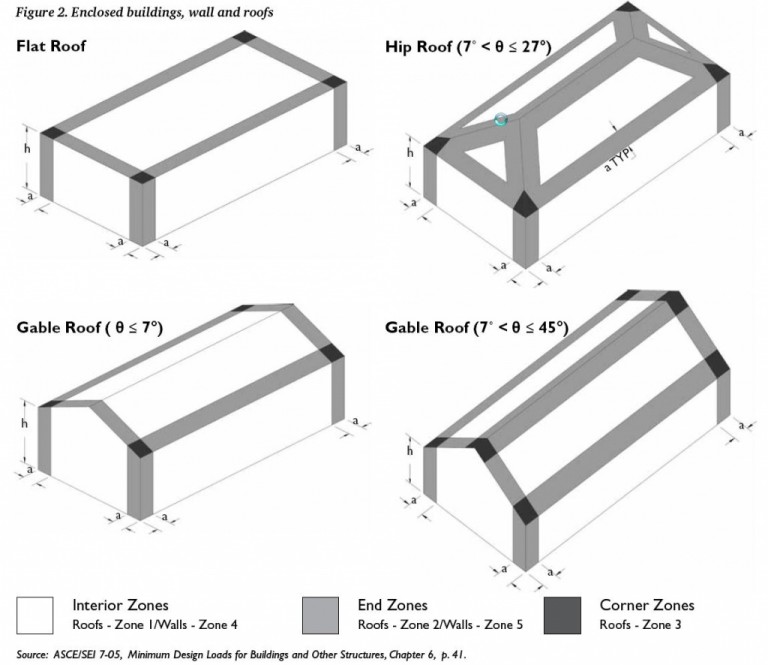 Figure 2. Enclosed buildings, wall and roofs
Flat Roof
h
a
a
a
a
Hip Roof (7° < θ ≤ 27°)
h
a
a
a
a
a TYP.
Gable Roof ( θ ≤ 7°)
h
a
a
a
a
Gable Roof (7° < θ ≤ 45°)
h
a
a
a
a
Interior Zones
Roofs - Zone 1/Walls - Zone 4
End Zones
Roofs - Zone 2/Walls - Zone 5
Corner Zones
Roofs - Zone 3
Source: ASCE/SEI 7-05, Minimum Design Loads for Buildings and Other Structures, Chapter 6, p. 41.